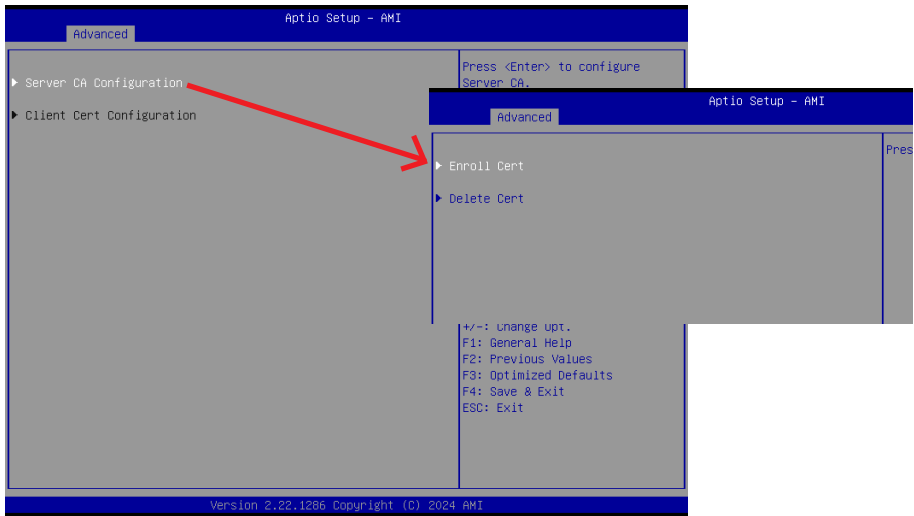 Aptio Setup – AMI
Advanced
Server CA Configuration
Client Cert Configuration
Press <Enter> to configure
Server CA.
Aptio Setup – AMI
Advanced
Enroll Cert
Delete Cert
+/-: Change Opt.
F1: General Help
F2: Previous Values
F3: Optimized Defaults
F4: Save & Exit
ESC: Exit
Version 2.22.1286 Copyright (C) 2024 AMI